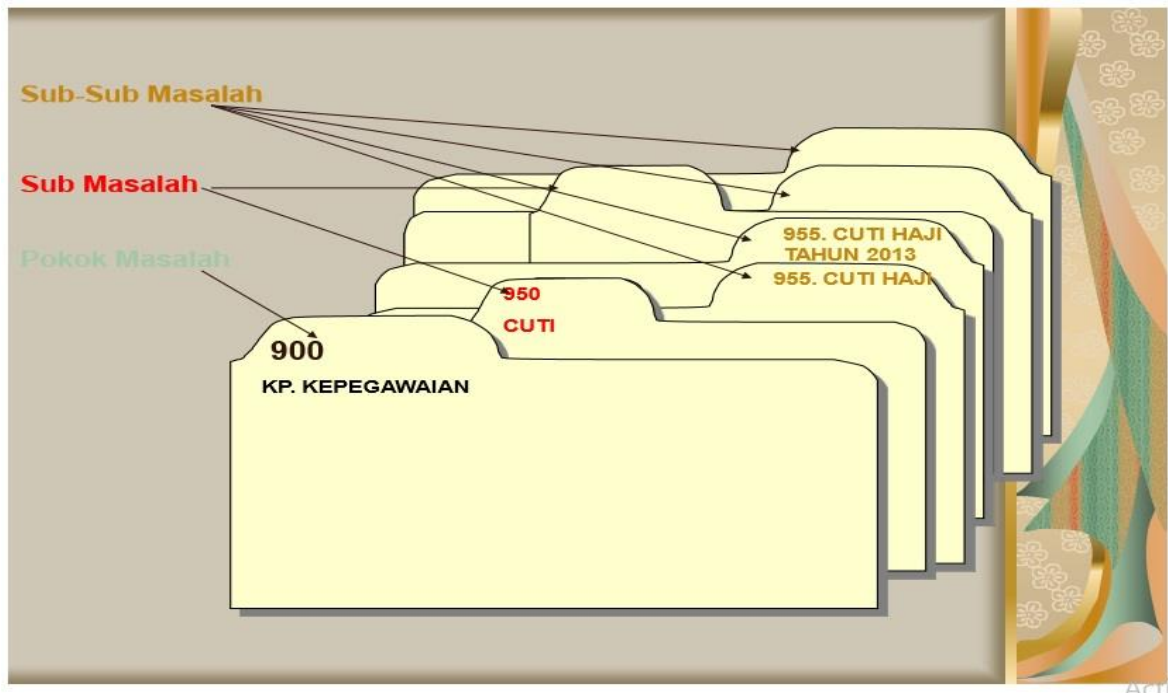 Sub-Sub Masalah
Sub Masalah
Pokok Masalah
955. CUTI HAJI
TAHUN 2013
955. CUTI HAJI
950
CUTI
900
KP. KEPEGAWAIAN